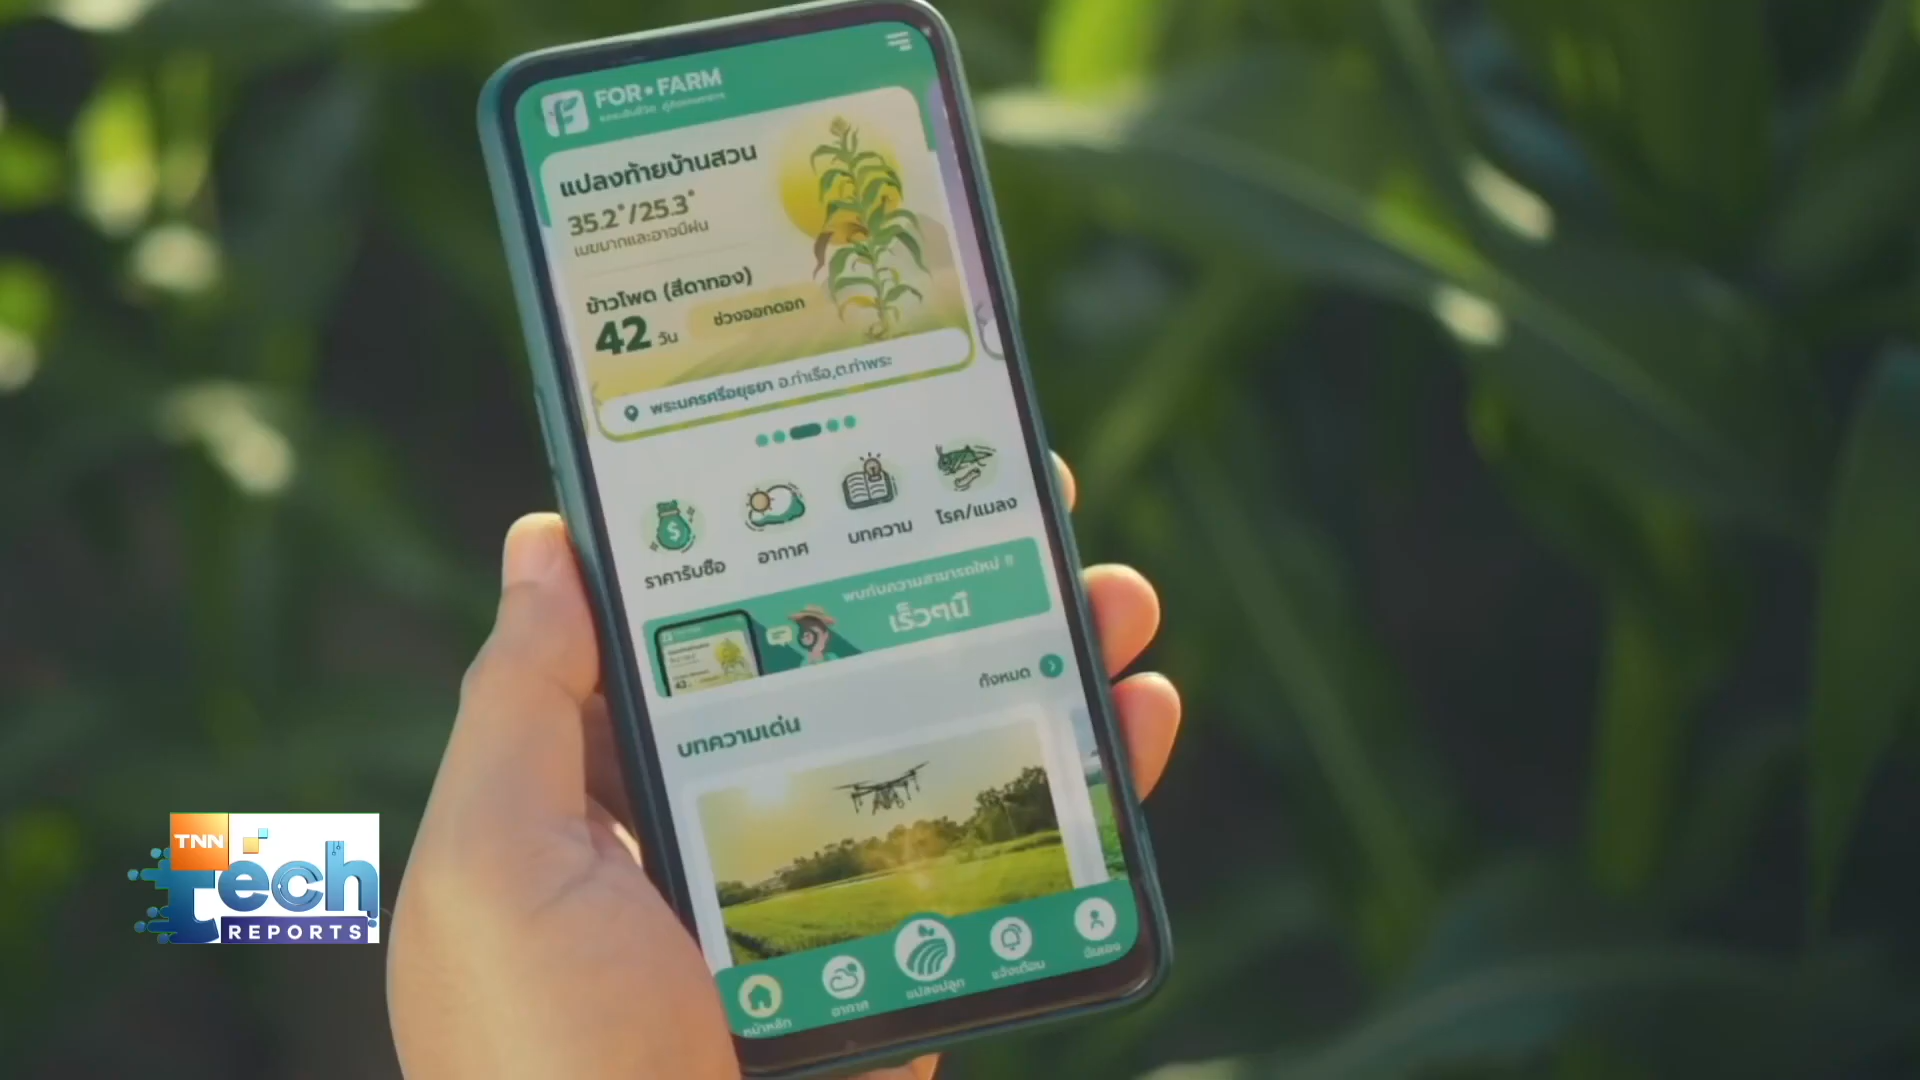 FOR • FARM
แปลงท้ายบ้านสวน
35.2°/25.3°
เมฆมากและอาจมีฝน
ข้าวโพด (สีดาทอง)
42 วัน ช่วงออกดอก
พระนครศรีอยุธยา อ.ท่าเรือ,ต.ท่าพระ
ราคารับซื้อ อากาศ บทความ โรค/แมลง
พบกับความสามารถใหม่ ๆ
เร็วๆนี้
ทั้งหมด
บทความเด่น
หน้าหลัก อากาศ แปลงปลูก แจ้งเตือน ฉันเอง
TNN
tech
REPORTS